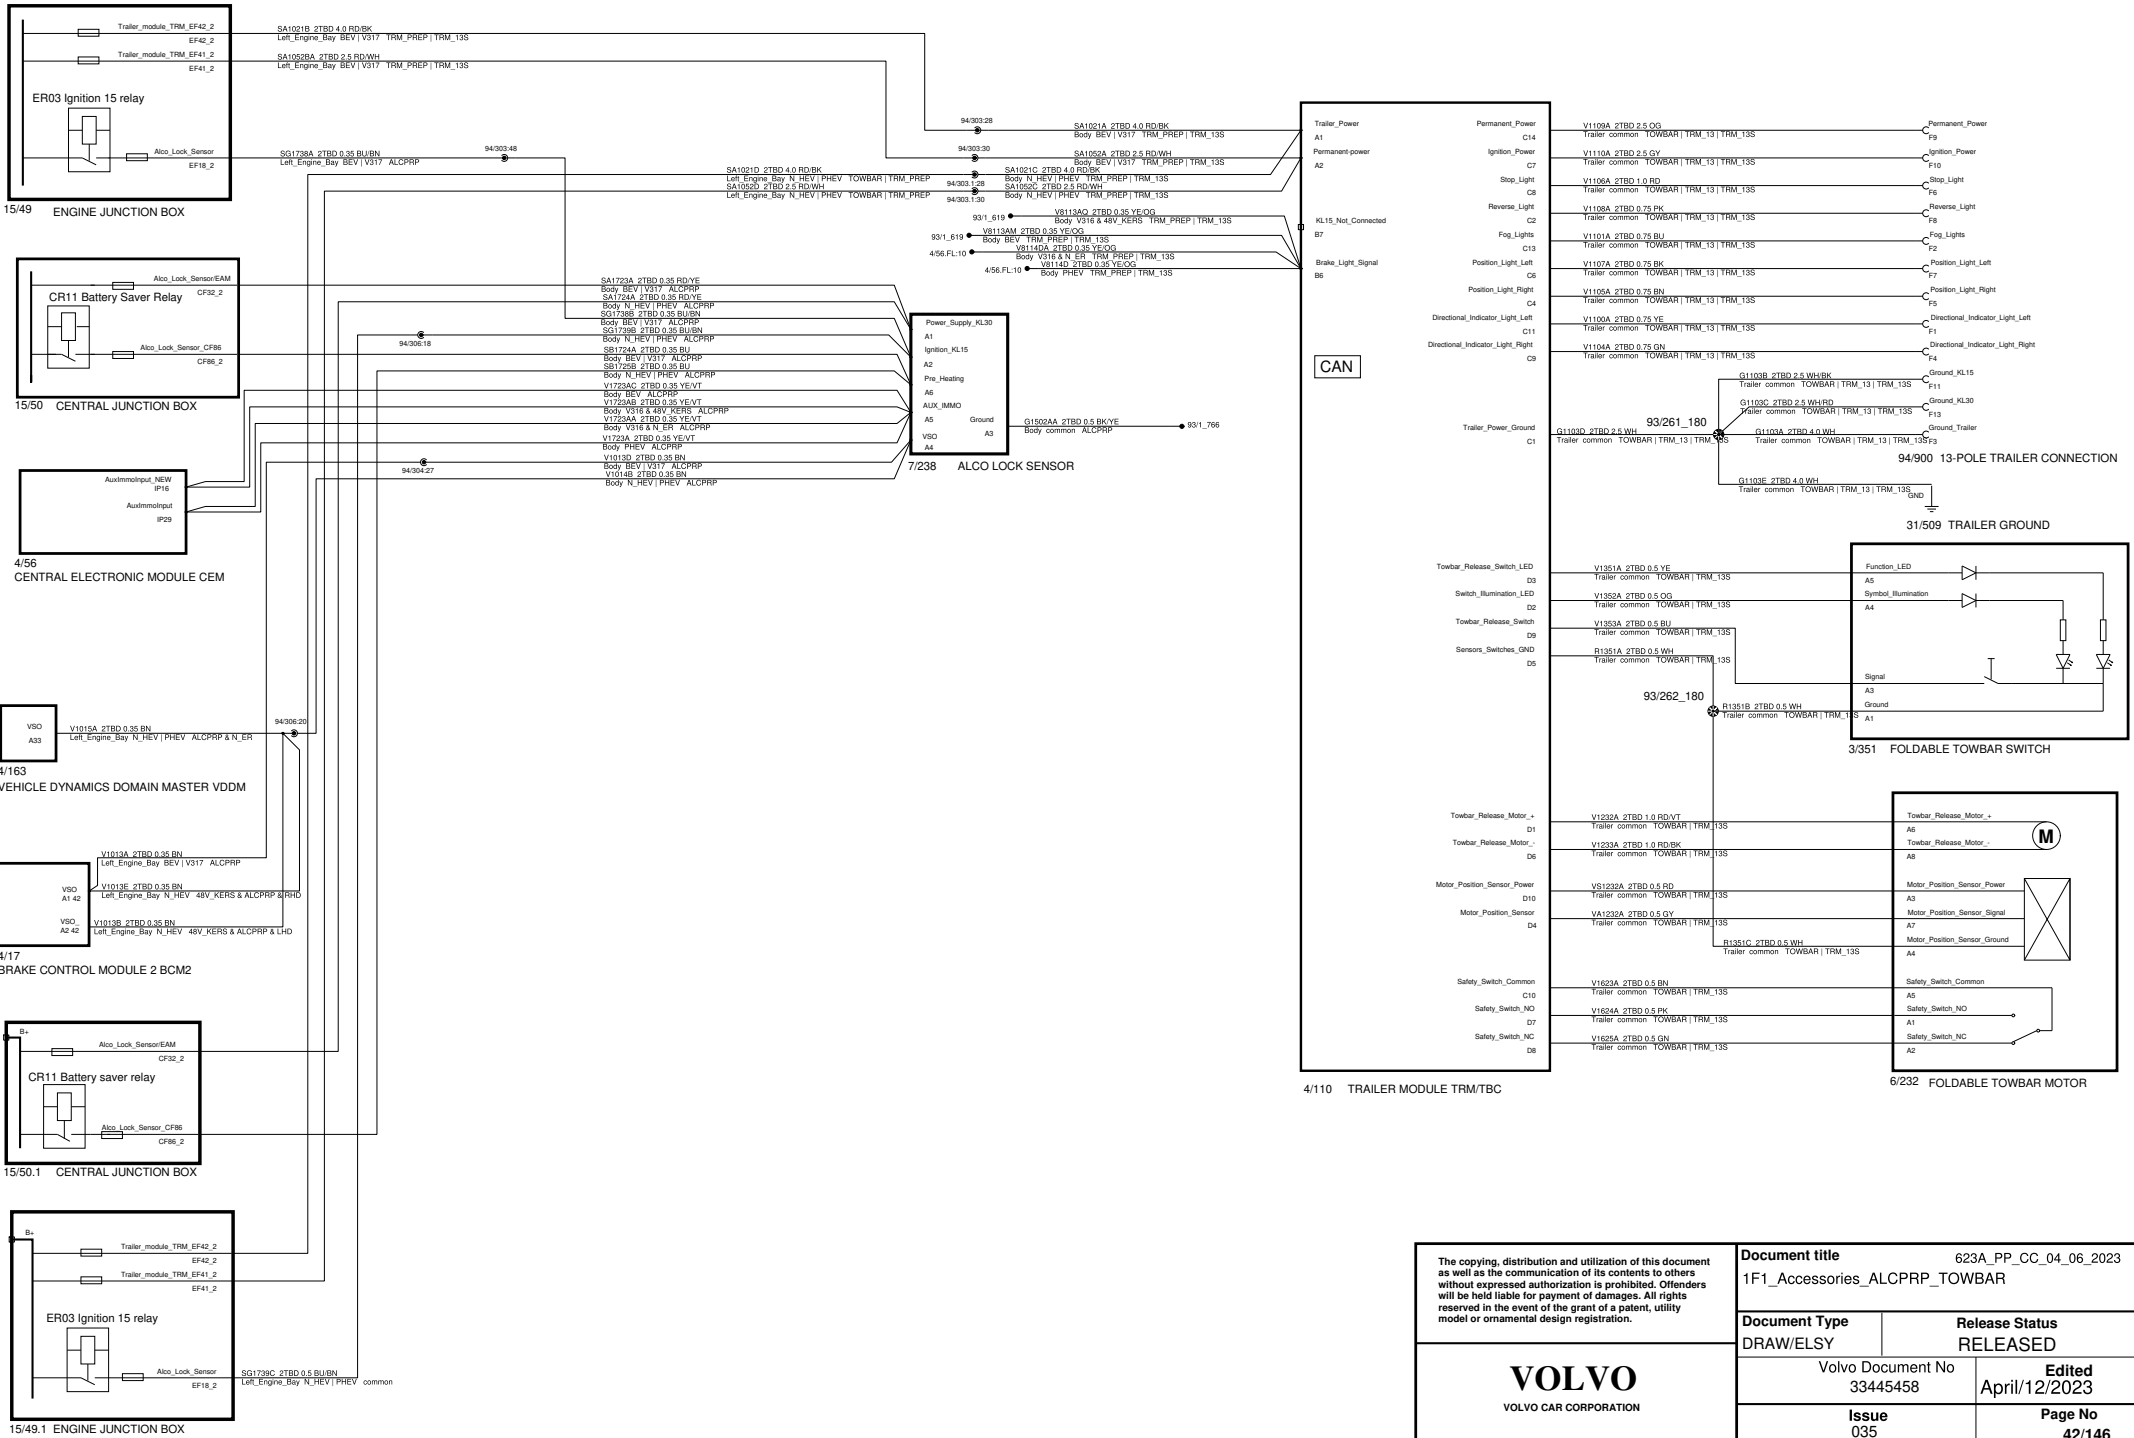 Trailer_module_TRM_EF42_2
EF42_2
Trailer_module_TRM_EF41_2
EF41_2
ER03 Ignition 15 relay
Alco_Lock_Sensor
EF18_2
15/49 ENGINE JUNCTION BOX
SA1021B 2TBD 4.0 RD/BK
Left_Engine_Bay BEV | V317 TRM_PREP | TRM_13S
SA1052BA 2TBD 2.5 RD/WH
Left_Engine_Bay BEV | V317 TRM_PREP | TRM_13S
SG1738A 2TBD 0.35 BU/BN
Left_Engine_Bay BEV | V317 ALCPRP
94/303:48
SA1021D 2TBD 4.0 RD/BK
Left_Engine_Bay N_HEV | PHEV TOWBAR | TRM_PREP
SA1052D 2TBD 2.5 RD/WH
Left_Engine_Bay N_HEV | PHEV TOWBAR | TRM_PREP
94/303:28
94/303:30
94/303.1:28
94/303.1:30
SA1021A 2TBD 4.0 RD/BK
Body BEV | V317 TRM_PREP | TRM_13S
SA1052A 2TBD 2.5 RD/WH
Body BEV | V317 TRM_PREP | TRM_13S
SA1021C 2TBD 4.0 RD/BK
Body N_HEV | PHEV TRM_PREP | TRM_13S
SA1052C 2TBD 2.5 RD/WH
Body N_HEV | PHEV TRM_PREP | TRM_13S
93/1_619
V8113AQ 2TBD 0.35 YE/OG
Body V316 & 48V_KERS TRM_PREP | TRM_13S
93/1_619
V8113AM 2TBD 0.35 YE/OG
Body BEV TRM_PREP | TRM_13S
4/56.FL:10
V8114DA 2TBD 0.35 YE/OG
Body V316 & N_ER TRM_PREP | TRM_13S
4/56.FL:10
V8114D 2TBD 0.35 YE/OG
Body PHEV TRM_PREP | TRM_13S
Alco_Lock_Sensor/EAM
CF32_2
CR11 Battery Saver Relay
Alco_Lock_Sensor_CF86
CF86_2
15/50 CENTRAL JUNCTION BOX
94/306:18
94/304:27
SA1723A 2TBD 0.35 RD/YE
Body BEV | V317 ALCPRP
SA1724A 2TBD 0.35 RD/YE
Body N_HEV | PHEV ALCPRP
SG1738B 2TBD 0.35 BU/BN
Body BEV | V317 ALCPRP
SG1739B 2TBD 0.35 BU/BN
Body N_HEV | PHEV ALCPRP
SB1724A 2TBD 0.35 BU
Body BEV | V317 ALCPRP
SB1725B 2TBD 0.35 BU
Body N_HEV | PHEV ALCPRP
V1723AC 2TBD 0.35 YE/VT
Body BEV ALCPRP
V1723AB 2TBD 0.35 YE/VT
Body V316 & 48V_KERS ALCPRP
V1723AA 2TBD 0.35 YE/VT
Body V316 & N_ER ALCPRP
V1723A 2TBD 0.35 YE/VT
Body PHEV ALCPRP
V1013D 2TBD 0.35 BN
Body BEV | V317 ALCPRP
V1014B 2TBD 0.35 BN
Body N_HEV | PHEV ALCPRP
Power_Supply_KL30
A1
Ignition_KL15
A2
Pre_Heating
A6
AUX_IMMO
A5
Ground
A3
VSO
A4
7/238 ALCO LOCK SENSOR
G1502AA 2TBD 0.5 BK/YE
Body common ALCPRP
93/1_766
AuxImmoInput_NEW
IP16
AuxImmoInput
IP29
4/56
CENTRAL ELECTRONIC MODULE CEM
VSO
A33
4/163
VEHICLE DYNAMICS DOMAIN MASTER VDDM
V1015A 2TBD 0.35 BN
Left_Engine_Bay N_HEV | PHEV ALCPRP & N_ER
94/306:20
VSO
A1 42
VSO_
A2 42
4/17
BRAKE CONTROL MODULE 2 BCM2
V1013A 2TBD 0.35 BN
Left_Engine_Bay BEV | V317 ALCPRP
V1013E 2TBD 0.35 BN
Left_Engine_Bay N_HEV 48V_KERS & ALCPRP & RHD
V1013B 2TBD 0.35 BN
Left_Engine_Bay N_HEV 48V_KERS & ALCPRP & LHD
B+
Alco_Lock_Sensor/EAM
CF32_2
CR11 Battery saver relay
Alco_Lock_Sensor_CF86
CF86_2
15/50.1 CENTRAL JUNCTION BOX
B+
Trailer_module_TRM_EF42_2
EF42_2
Trailer_module_TRM_EF41_2
EF41_2
ER03 Ignition 15 relay
Alco_Lock_Sensor
EF18_2
15/49.1 ENGINE JUNCTION BOX
SG1739C 2TBD 0.5 BU/BN
Left_Engine_Bay N_HEV | PHEV common
Trailer_Power
A1
Permanent-power
A2
KL15_Not_Connected
B7
Brake_Light_Signal
B6
CAN
Permanent_Power
C14
Ignition_Power
C7
Stop_Light
C8
Reverse_Light
C2
Fog_Lights
C13
Position_Light_Left
C6
Position_Light_Right
C4
Directional_Indicator_Light_Left
C11
Directional_Indicator_Light_Right
C9
Trailer_Power_Ground
C1
Towbar_Release_Switch_LED
D3
Switch_Illumination_LED
D2
Towbar_Release_Switch
D9
Sensors_Switches_GND
D5
Towbar_Release_Motor_+
D1
Towbar_Release_Motor_-
D6
Motor_Position_Sensor_Power
D10
Motor_Position_Sensor
D4
Safety_Switch_Common
C10
Safety_Switch_NO
D7
Safety_Switch_NC
D8
4/110 TRAILER MODULE TRM/TBC
V1109A 2TBD 2.5 OG
Trailer common TOWBAR | TRM_13 | TRM_13S
V1110A 2TBD 2.5 GY
Trailer common TOWBAR | TRM_13 | TRM_13S
V1106A 2TBD 1.0 RD
Trailer common TOWBAR | TRM_13 | TRM_13S
V1108A 2TBD 0.75 PK
Trailer common TOWBAR | TRM_13 | TRM_13S
V1101A 2TBD 0.75 BU
Trailer common TOWBAR | TRM_13 | TRM_13S
V1107A 2TBD 0.75 BK
Trailer common TOWBAR | TRM_13 | TRM_13S
V1105A 2TBD 0.75 BN
Trailer common TOWBAR | TRM_13 | TRM_13S
V1100A 2TBD 0.75 YE
Trailer common TOWBAR | TRM_13 | TRM_13S
V1104A 2TBD 0.75 GN
Trailer common TOWBAR | TRM_13 | TRM_13S
G1103B 2TBD 2.5 WH/BK
Trailer common TOWBAR | TRM_13 | TRM_13S
G1103C 2TBD 2.5 WH/RD
Trailer common TOWBAR | TRM_13 | TRM_13S
93/261_180
G1103D 2TBD 2.5 WH
Trailer common TOWBAR | TRM_13 | TRM_13S
G1103A 2TBD 4.0 WH
Trailer common TOWBAR | TRM_13 | TRM_13S
G1103E 2TBD 4.0 WH
Trailer common TOWBAR | TRM_13 | TRM_13S
GND
Permanent_Power
F9
Ignition_Power
F10
Stop_Light
F6
Reverse_Light
F8
Fog_Lights
F2
Position_Light_Left
F7
Position_Light_Right
F5
Directional_Indicator_Light_Left
F1
Directional_Indicator_Light_Right
F4
Ground_KL15
F11
Ground_KL30
F13
Ground_Trailer
F3
94/900 13-POLE TRAILER CONNECTION
31/509 TRAILER GROUND
V1351A 2TBD 0.5 YE
Trailer common TOWBAR | TRM_13S
V1352A 2TBD 0.5 OG
Trailer common TOWBAR | TRM_13S
V1353A 2TBD 0.5 BU
Trailer common TOWBAR | TRM_13S
R1351A 2TBD 0.5 WH
Trailer common TOWBAR | TRM_13S
93/262_180
R1351B 2TBD 0.5 WH
Trailer common TOWBAR | TRM_13S
Function_LED
A5
Symbol_Illumination
A4
Signal
A3
Ground
A1
3/351 FOLDABLE TOWBAR SWITCH
V1232A 2TBD 1.0 RD/VT
Trailer common TOWBAR | TRM_13S
V1233A 2TBD 1.0 RD/BK
Trailer common TOWBAR | TRM_13S
VS1232A 2TBD 0.5 RD
Trailer common TOWBAR | TRM_13S
VA1232A 2TBD 0.5 GY
Trailer common TOWBAR | TRM_13S
R1351C 2TBD 0.5 WH
Trailer common TOWBAR | TRM_13S
V1623A 2TBD 0.5 BN
Trailer common TOWBAR | TRM_13S
V1624A 2TBD 0.5 PK
Trailer common TOWBAR | TRM_13S
V1625A 2TBD 0.5 GN
Trailer common TOWBAR | TRM_13S
Towbar_Release_Motor_+
A6
M
Towbar_Release_Motor_-
A8
Motor_Position_Sensor_Power
A3
Motor_Position_Sensor_Signal
A7
Motor_Position_Sensor_Ground
A4
Safety_Switch_Common
A5
Safety_Switch_NO
A1
Safety_Switch_NC
A2
6/232 FOLDABLE TOWBAR MOTOR
The copying, distribution and utilization of this document
as well as the communication of its contents to others
without expressed authorization is prohibited. Offenders
will be held liable for payment of damages. All rights
reserved in the event of the grant of a patent, utility
model or ornamental design registration.
VOLVO
VOLVO CAR CORPORATION
Document title 623A_PP_CC_04_06_2023
1F1_Accessories_ALCPRP_TOWBAR
Document Type
DRAW/ELSY
Release Status
RELEASED
Volvo Document No
33445458
Edited
April/12/2023
Issue
035
Page No
42/146